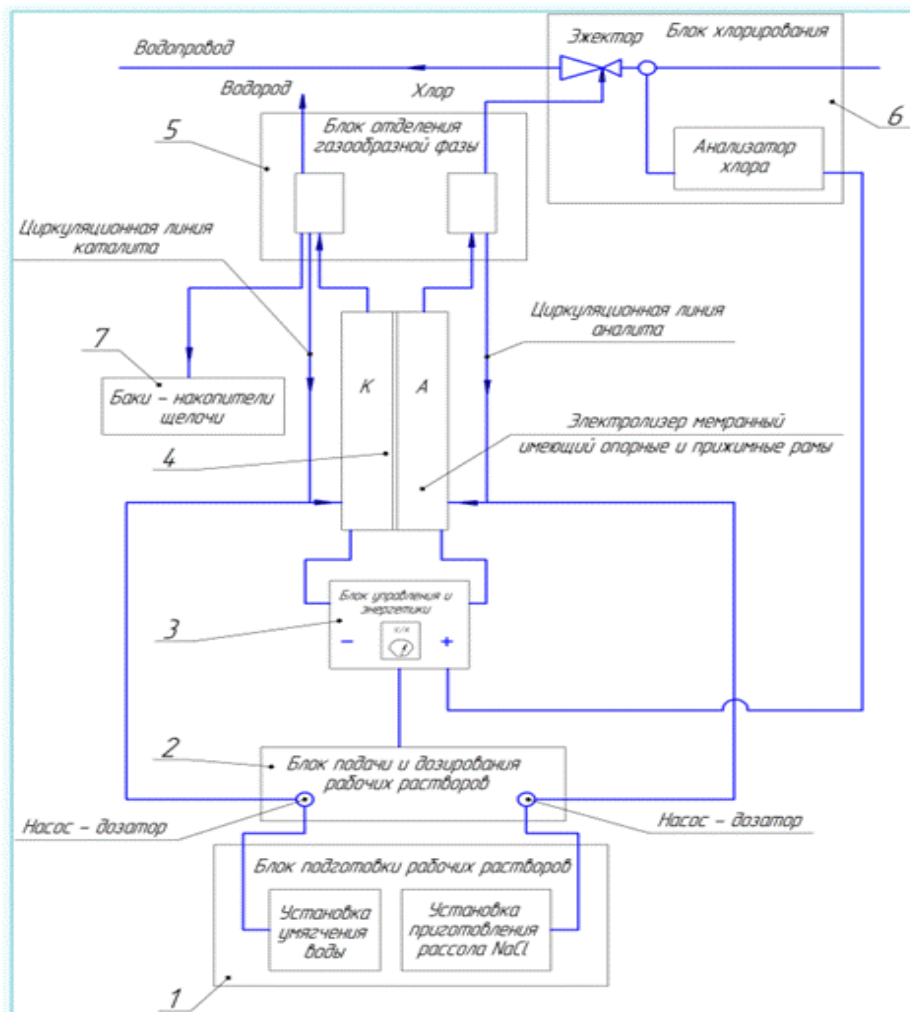 Эжектор
Блок хлорирования
Водопровод
Водород
Хлор
5
Блок отделения
газообразной фазы
6
Анализатор
хлора
Циркуляционная линия
каталита
Циркуляционная линия
аналита
7
Баки - накопители
щелочи
К
А
4
Электролизер мемранный
имеющий опорные и прижимные рамы
Блок управления и
энергетики
3
-
+
2
Блок подачи и дозирования
рабочих растворов
Насос - дозатор
Насос - дозатор
Блок подготовки рабочих растворов
Установка
умягчения
воды
Установка
приготовления
рассола NaCl
1